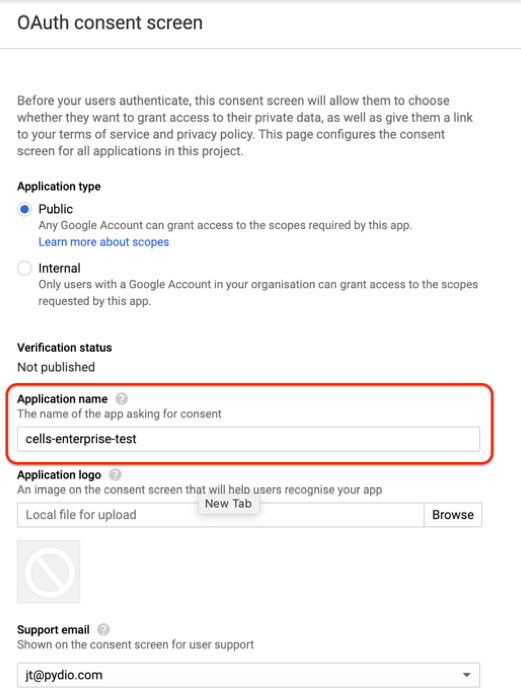 OAuth consent screen
Before your users authenticate, this consent screen will allow them to choose
whether they want to grant access to their private data, as well as give them a link
to your terms of service and privacy policy. This page configures the consent
screen for all applications in this project.
Application type
Public
Any Google Account can grant access to the scopes required by this app.
Learn more about scopes
Internal
Only users with a Google Account in your organisation can grant access to the scopes
requested by this app.
Verification status
Not published
Application name ?
The name of the app asking for consent
cells-enterprise-test
Application logo ?
An image on the consent screen that will help users recognise your app
New Tab
Local file for upload
Browse
Support email ?
Shown on the consent screen for user support
jt@pydio.com